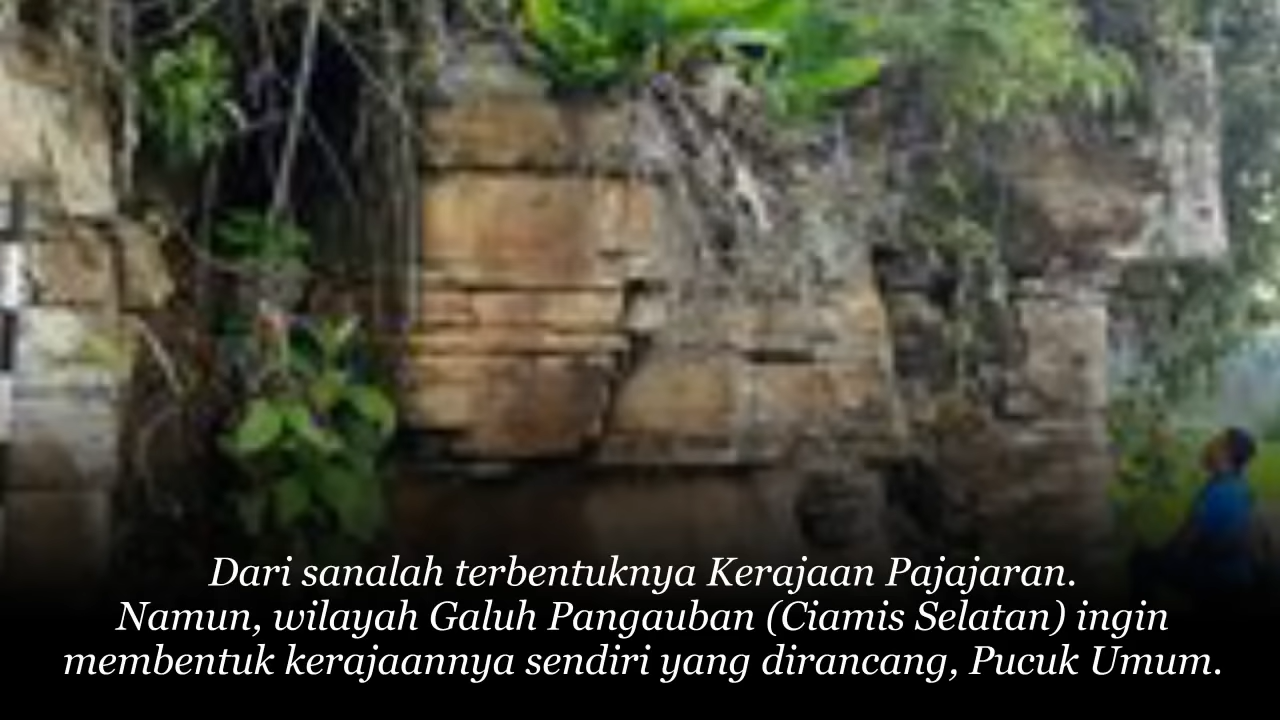 Dari sanalah terbentuknya Kerajaan Pajajaran.
Namun, wilayah Galuh Pangauban (Ciamis Selatan) ingin
membentuk kerajaannya sendiri yang dirancang, Pucuk Umum.